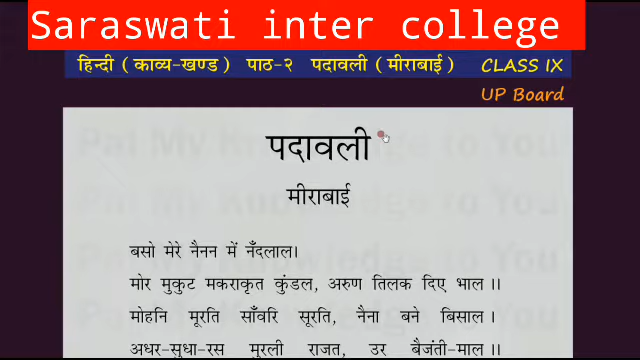 Saraswati inter college
हिन्दी ( काव्य-खण्ड ) पाठ-२ पदावली ( मीराबाई ) CLASS IX
UP Board
पदावली
मीराबाई
बसो मेरे नैनन में नँदलाल।
मोर मुकुट मकराकृत कुंडल, अरुण तिलक दिए भाल ।।
मोहनि मूरति साँवरि सूरति, नैना बने बिसाल ।
अधर-सुधा-रस मुरली राजत, उर बैजंती-माल ।।